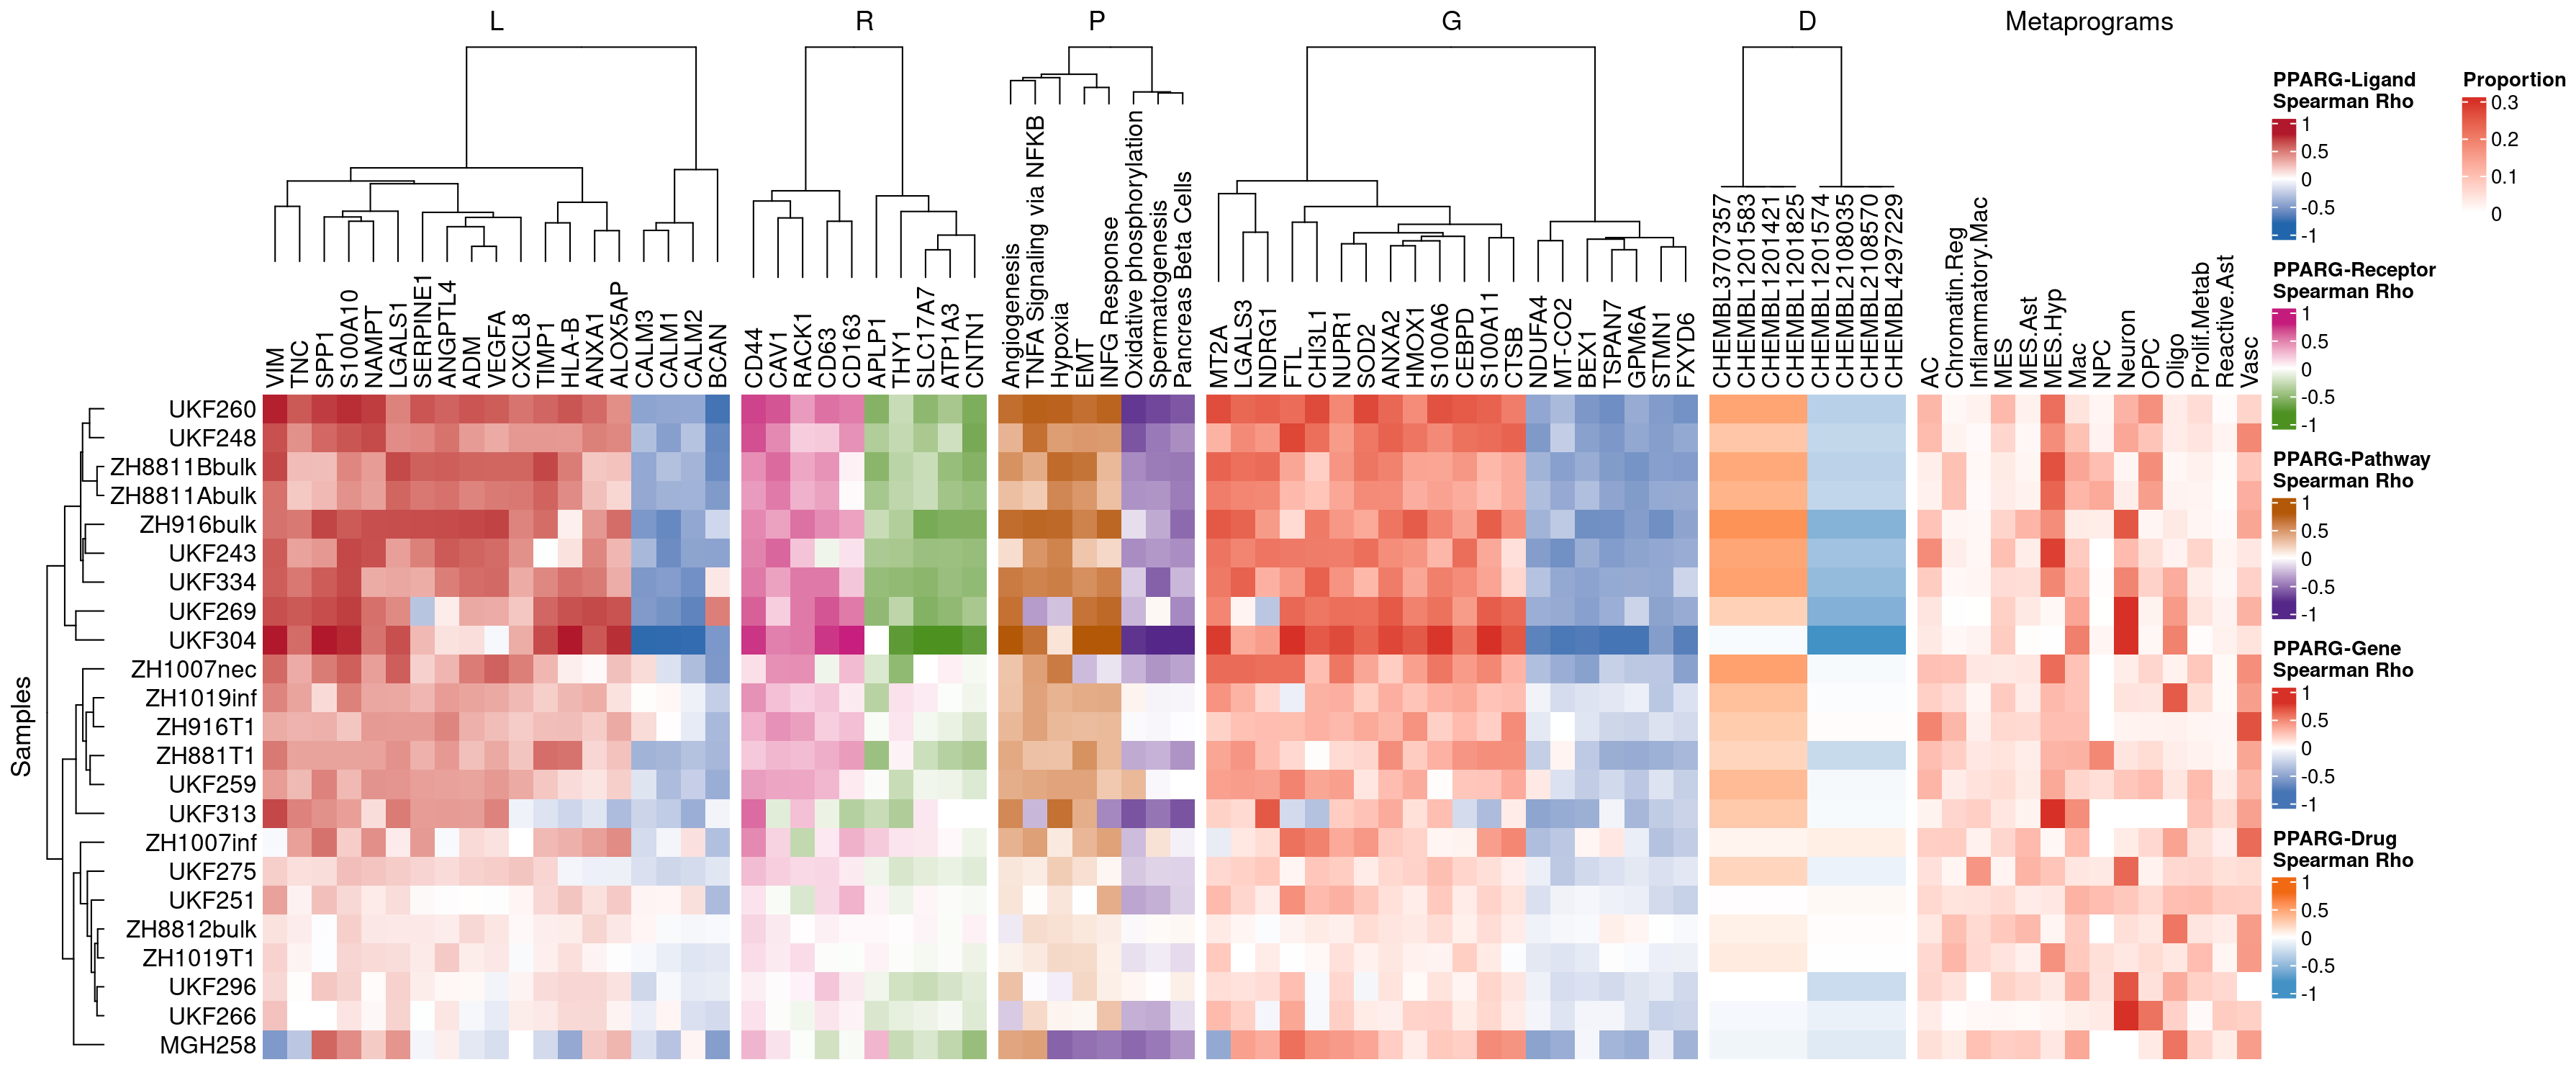 L R P G D Metaprograms
PPARG-Ligand
Spearman Rho
1
0.5
0
-0.5
-1
Proportion
0.3
0.2
0.1
0
PPARG-Receptor
Spearman Rho
1
0.5
0
-0.5
-1
PPARG-Pathway
Spearman Rho
1
0.5
0
-0.5
-1
PPARG-Gene
Spearman Rho
1
0.5
0
-0.5
-1
PPARG-Drug
Spearman Rho
1
0.5
0
-0.5
-1
VIM
TNC
SPP1
S100A10
NAMPT
LGALS1
SERPINE1
ANGPTL4
ADM
VEGFA
CXCL8
TIMP1
HLA-B
ANXA1
ALOX5AP
CALM3
CALM1
CALM2
BCAN
CD44
CAV1
RACK1
CD63
CD163
APLP1
THY1
SLC17A7
ATP1A3
CNTN1
Angiogenesis
TNFA Signaling via NFKB
Hypoxia
EMT
INFG Response
Oxidative phosphorylation
Spermatogenesis
Pancreas Beta Cells
MT2A
LGALS3
NDRG1
FTL
CHI3L1
NUPR1
SOD2
ANXA2
HMOX1
S100A6
CEBPD
S100A11
CTSB
NDUFA4
MT-CO2
BEX1
TSPAN7
GPM6A
STMN1
FXYD6
CHEMBL3707357
CHEMBL1201583
CHEMBL1201421
CHEMBL1201825
CHEMBL1201574
CHEMBL2108035
CHEMBL2108570
CHEMBL4297229
AC
Chromatin.Reg
Inflammatory.Mac
MES
MES.Ast
MES.Hyp
Mac
NPC
Neuron
OPC
Oligo
Prolif.Metab
Reactive.Ast
Vasc
Samples
UKF260
UKF248
ZH8811Bbulk
ZH8811Abulk
ZH916bulk
UKF243
UKF334
UKF269
UKF304
ZH1007nec
ZH1019inf
ZH916T1
ZH881T1
UKF259
UKF313
ZH1007inf
UKF275
UKF251
ZH8812bulk
ZH1019T1
UKF296
UKF266
MGH258